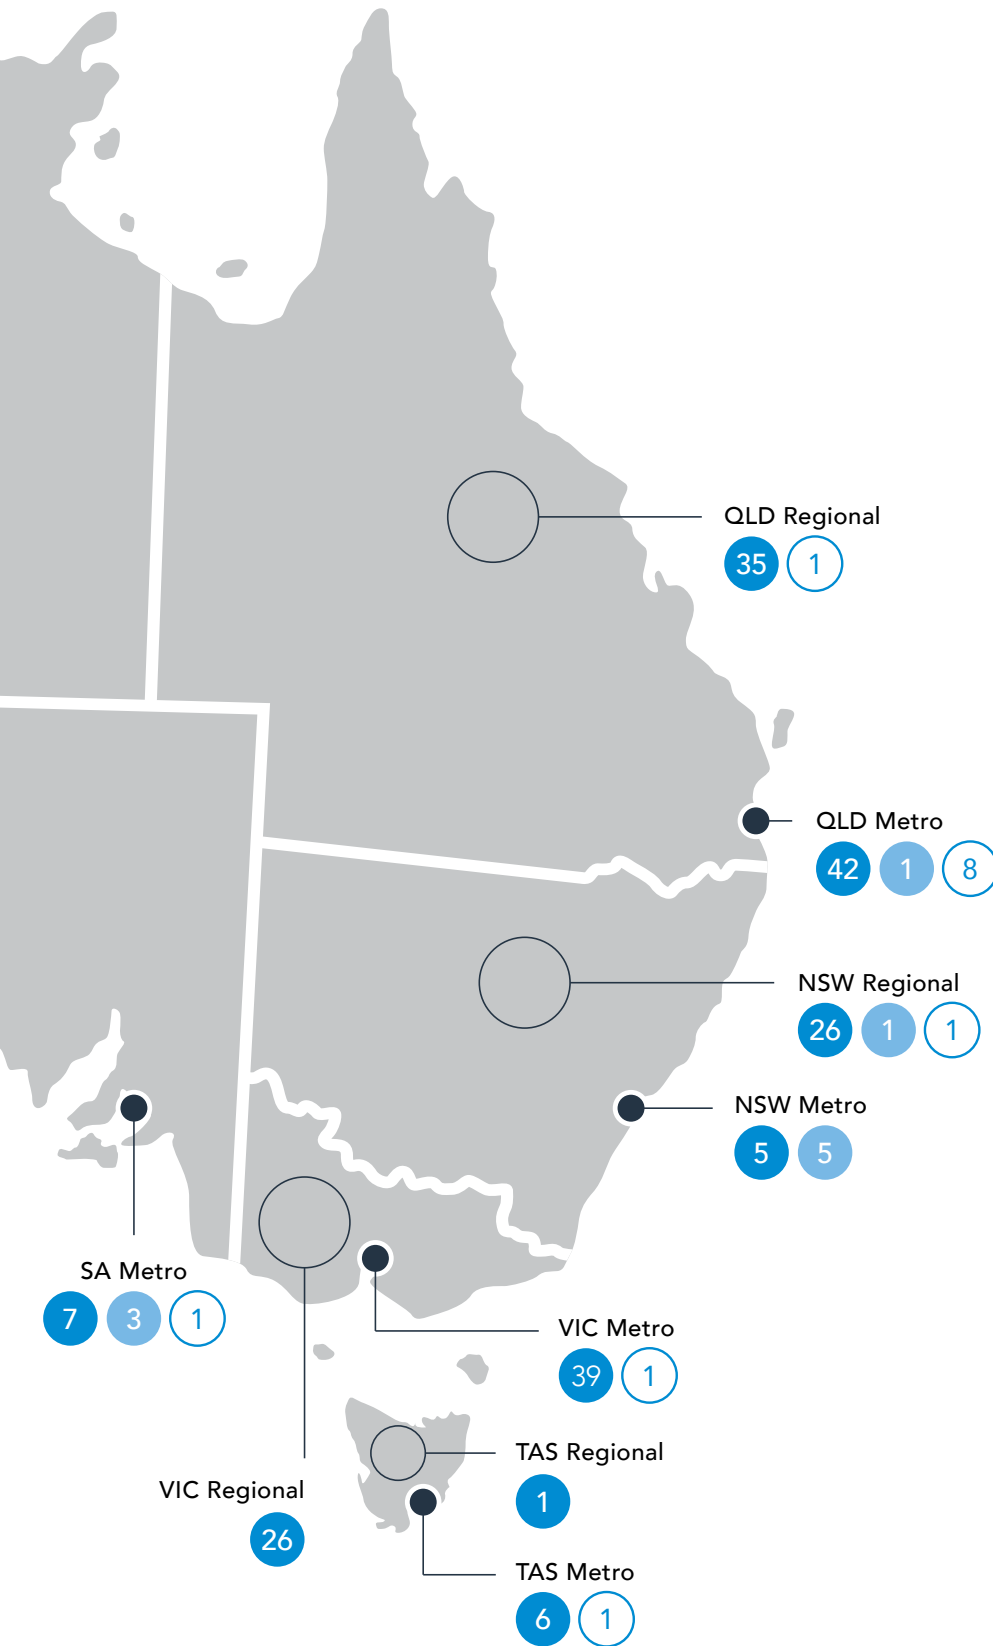 QLD Regional
35 1
QLD Metro
42 1 8
NSW Regional
26 1 1
NSW Metro
5 5
SA Metro
7 3 1
VIC Metro
39 1
TAS Regional
1
VIC Regional
26
TAS Metro
6 1